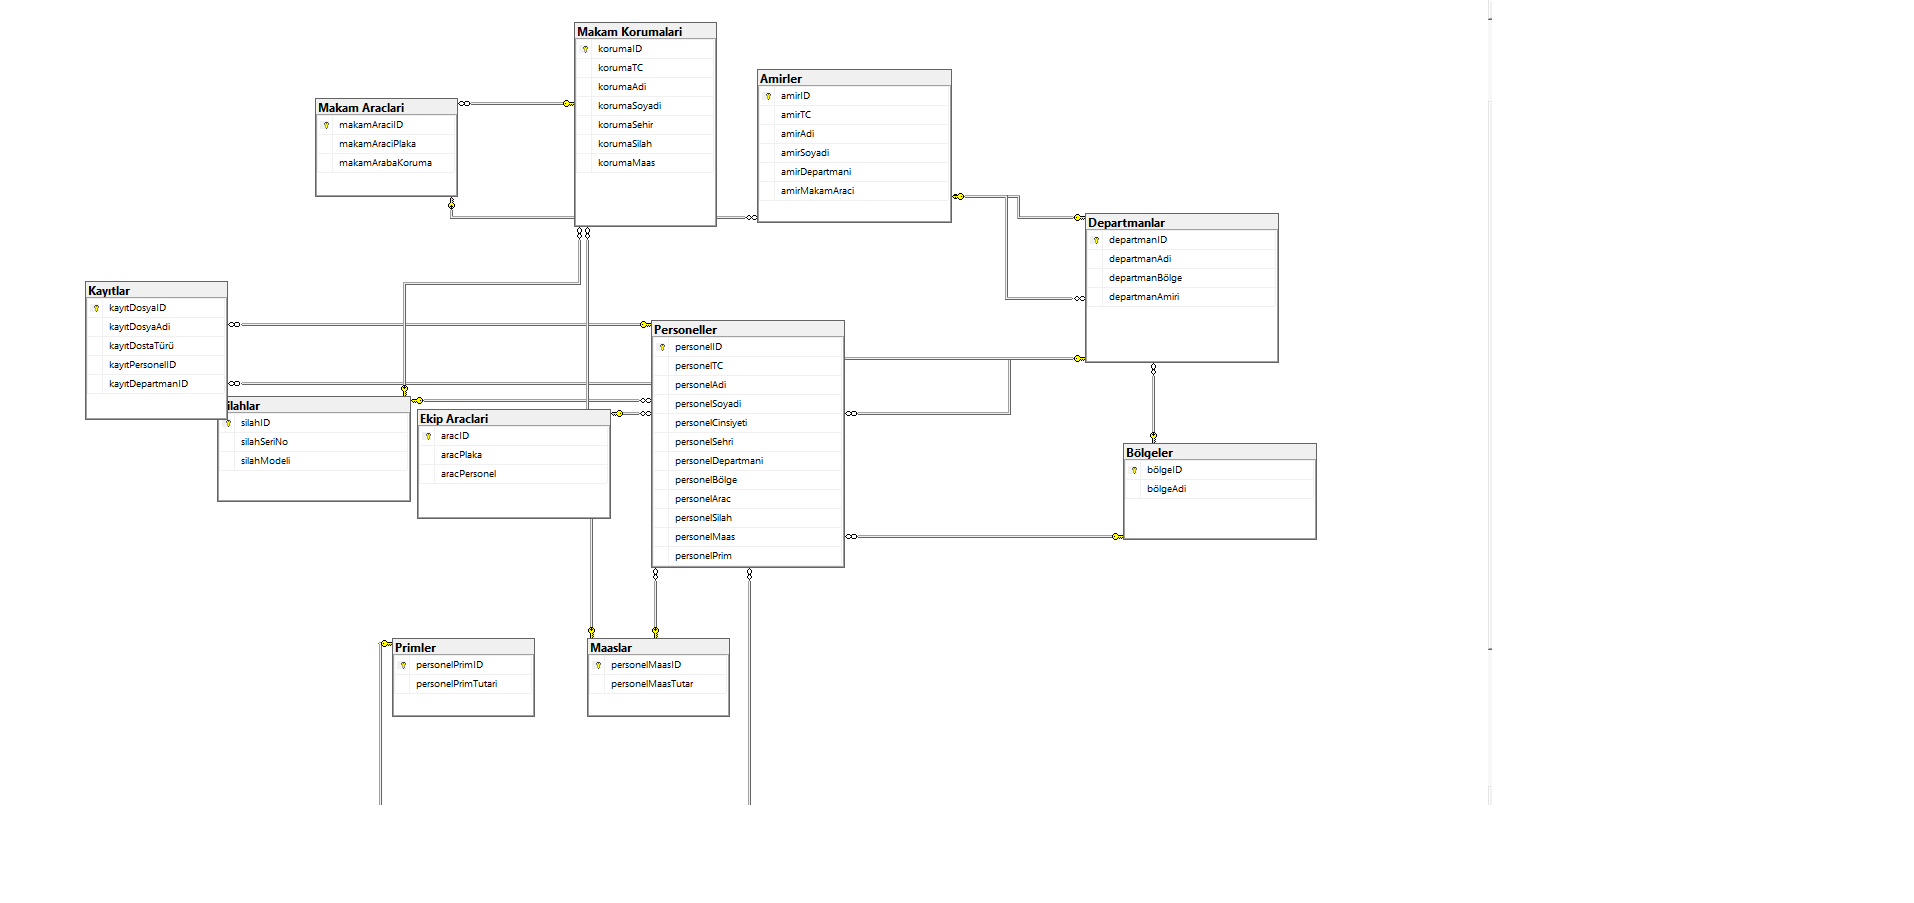 Makam Korumalari
korumaID
korumaTC
korumaAdi
korumaSoyadi
korumaSehir
korumaSilah
korumaMaas
Amirler
amirID
amirTC
amirAdi
amirSoyadi
amirDepartmani
amirMakamAraci
Makam Araclari
makamAraciID
makamAraciPlaka
makamArabaKoruma
Departmanlar
departmanID
departmanAdi
departmanBölge
departmanAmiri
Kayıtlar
kayıtDosyaID
kayıtDosyaAdi
kayıtDostaTürü
kayıtPersonelID
kayıtDepartmanID
Personeller
personelID
personelTC
personelAdi
personelSoyadi
personelCinsiyeti
personelSehri
personelDepartmani
personelBölge
personelArac
personelSilah
personelMaas
personelPrim
ilahlar
silahID
silahSeriNo
silahModeli
Ekip Araclari
aracID
aracPlaka
aracPersonel
Bölgeler
bölgeID
bölgeAdi
Primler
personelPrimID
personelPrimTutari
Maaslar
personelMaasID
personelMaasTutar